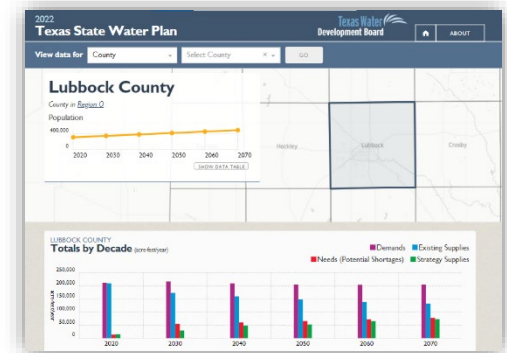 2022
Texas State Water Plan
Texas Water
Development Board
ABOUT
View data for County Select County × GO
Lubbock County
County in Region O
Population
400,000
0
2020 2030 2040 2050 2060 2070
SHOW DATA TABLE
Hockley Lubbock Crosby
LUBBOCK COUNTY
Totals by Decade (acre-feet/year)
Demands Existing Supplies
Needs (Potential Shortages) Strategy Supplies
250,000
200,000
150,000
100,000
50,000
0
2020 2030 2040 2050 2060 2070